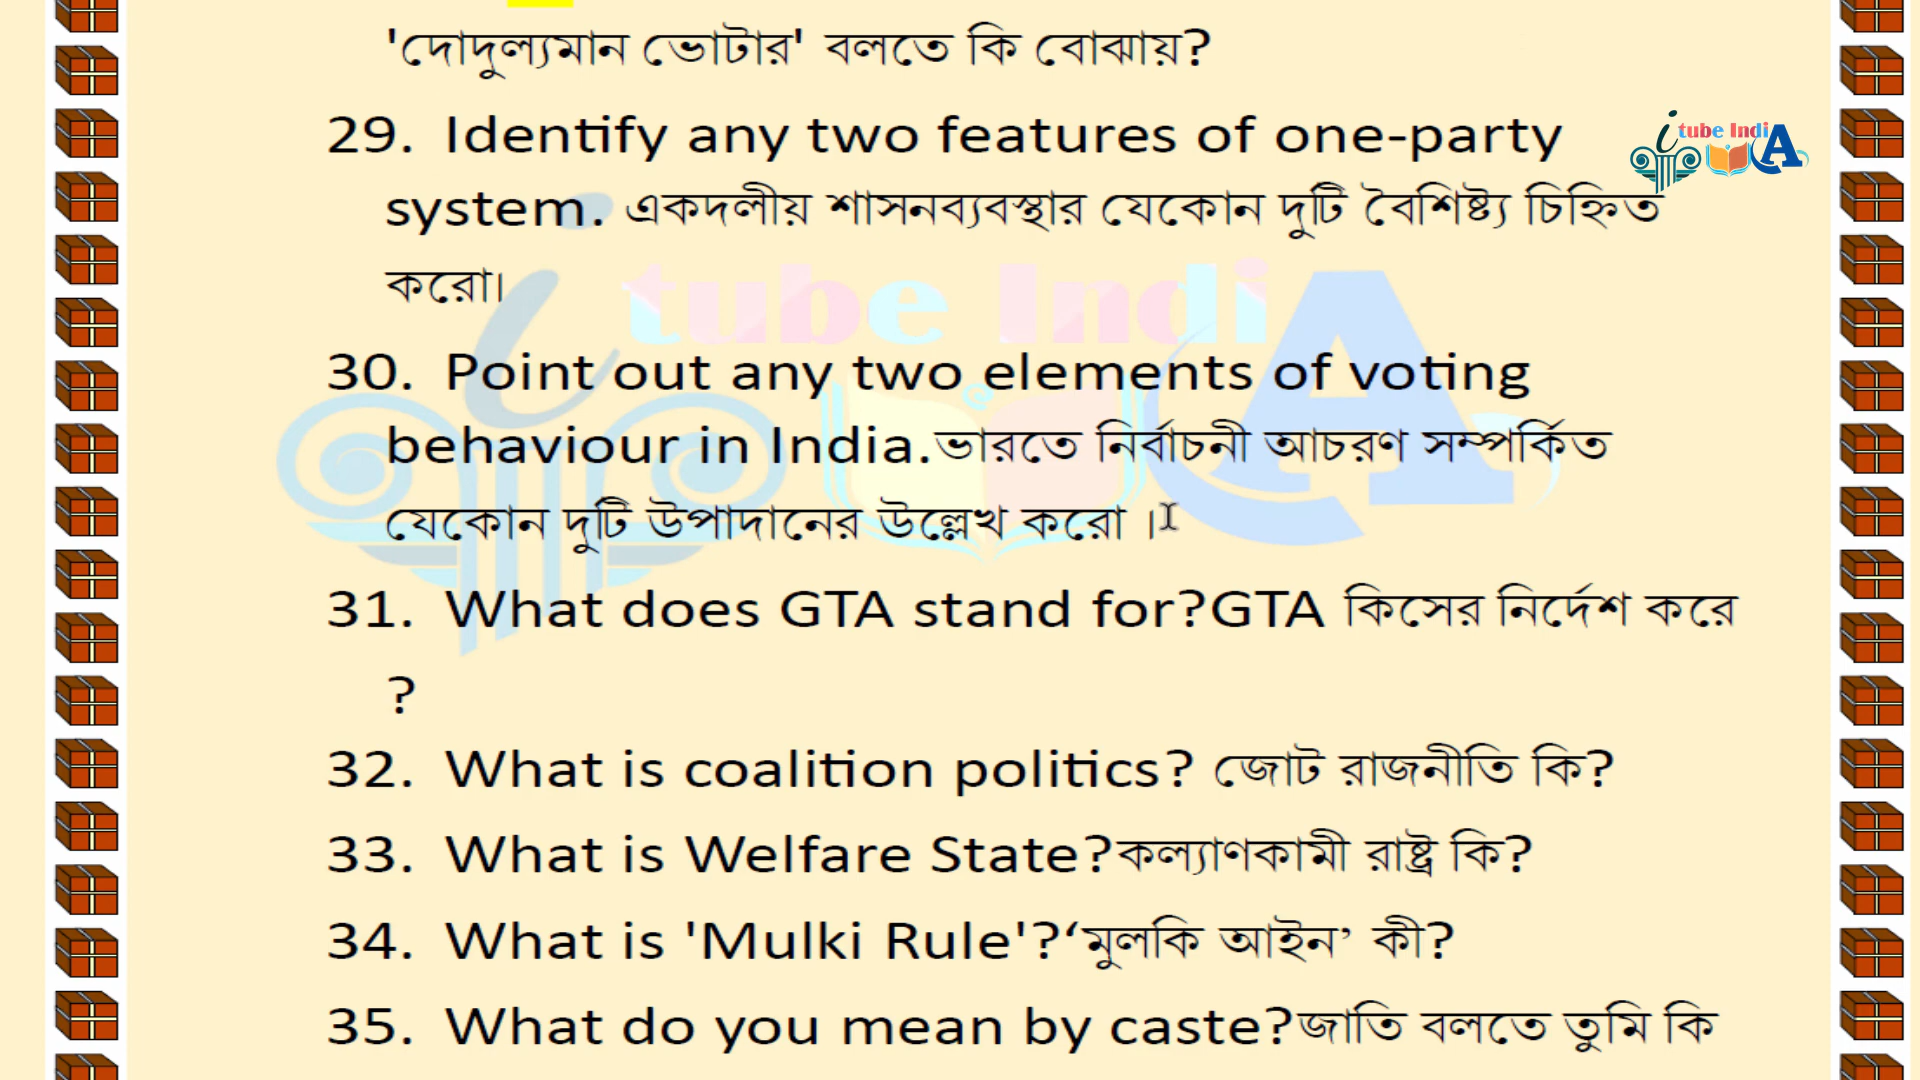 'দোদুল্যমান ভোটার' বলতে কি বোঝায়?
29. Identify any two features of one-party
system. একদলীয় শাসনব্যবস্থার যেকোন দুটি বৈশিষ্ট্য চিহ্নিত
করো।
30. Point out any two elements of voting
behaviour in India.ভারতে নির্বাচনী আচরণ সম্পর্কিত
যেকোন দুটি উপাদানের উল্লেখ করো ।
31. What does GTA stand for?GTA কিসের নির্দেশ করে
?
32. What is coalition politics? জোট রাজনীতি কি?
33. What is Welfare State?কল্যাণকামী রাষ্ট্র কি?
34. What is 'Mulki Rule'?‘মুলকি আইন’ কী?
35. What do you mean by caste?জাতি বলতে তুমি কি
i tube IndiA
i tube IndiA